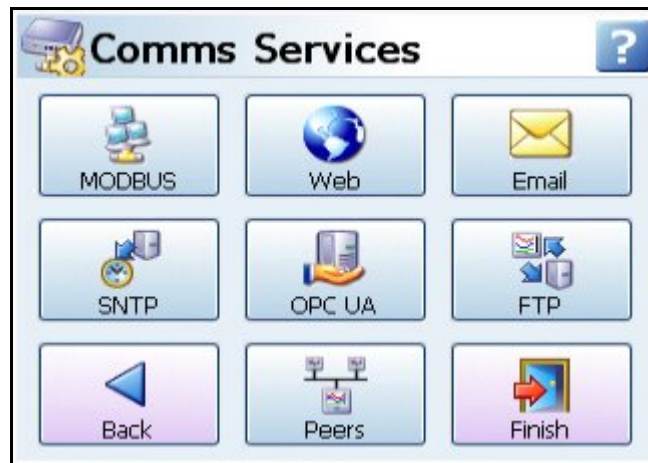 Comms Services
?
MODBUS
Web
Email
SNTP
OPC UA
FTP
Back
Peers
Finish